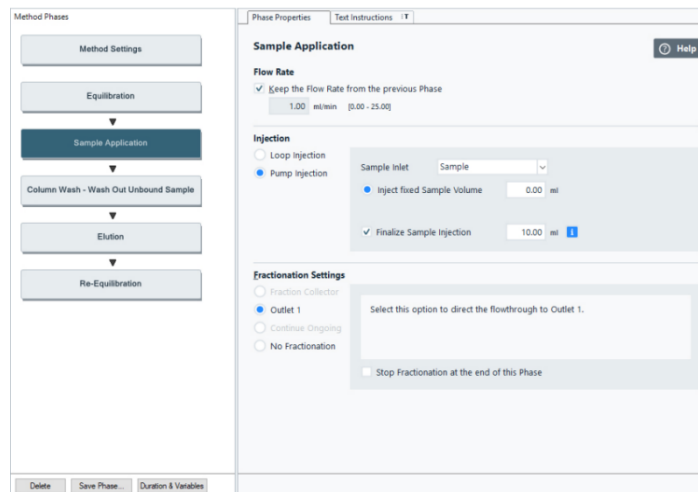 Method Phases
Method Settings
Equilibration
Sample Application
Column Wash - Wash Out Unbound Sample
Elution
Re-Equilibration
Delete
Save Phase...
Duration & Variables
Phase Properties
Text Instructions
Sample Application
Help
Flow Rate
Keep the Flow Rate from the previous Phase
1.00 ml/min [0.00 - 25.00]
Injection
Loop Injection
Pump Injection
Sample Inlet Sample
Inject fixed Sample Volume 0.00 ml
Finalize Sample Injection 10.00 ml
Fractionation Settings
Fraction Collector
Outlet 1
Continue Ongoing
No Fractionation
Select this option to direct the flowthrough to Outlet 1.
Stop Fractionation at the end of this Phase